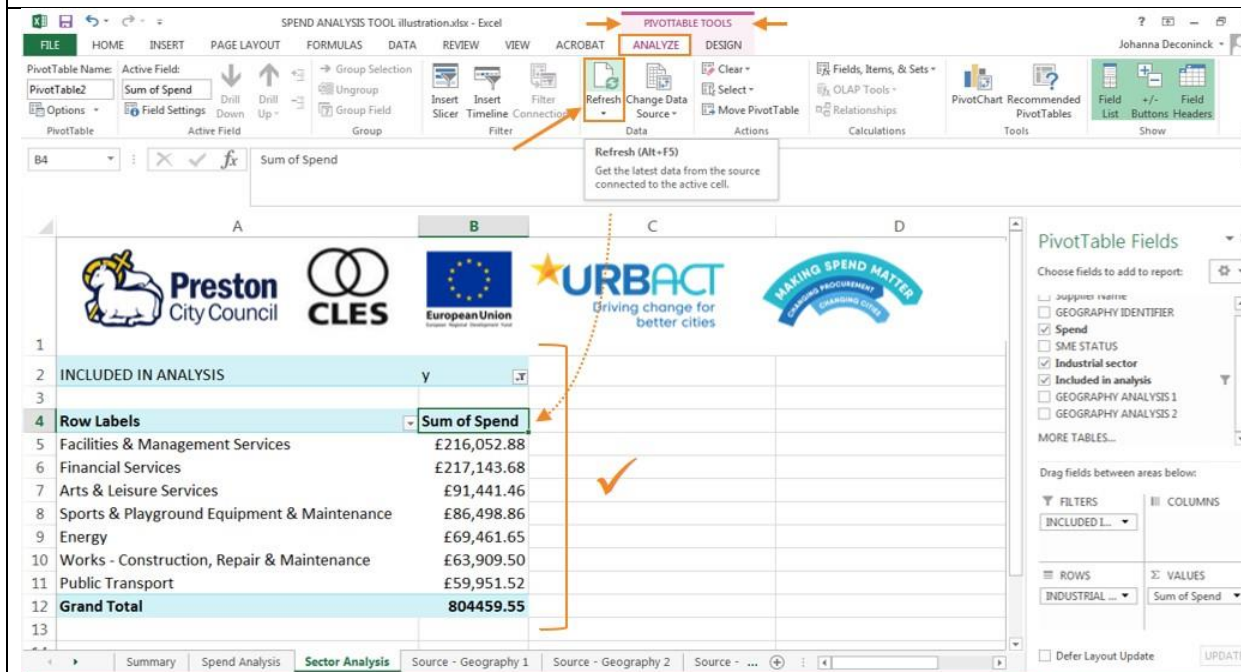 SPEND ANALYSIS TOOL illustration.xlsx - Excel
PIVOTTABLE TOOLS
FILE HOME INSERT PAGE LAYOUT FORMULAS DATA REVIEW VIEW ACROBAT ANALYZE DESIGN
Johanna Deconinck
PivotTable Name:
PivotTable2
Options
PivotTable
Active Field:
Sum of Spend
Field Settings
Drill Down
Drill Up
Active Field
Group Selection
Ungroup
Group Field
Group
Insert Slicer
Insert Timeline
Filter Connections
Filter
Refresh
Change Data Source
Data
Clear
Select
Move PivotTable
Actions
Fields, Items, & Sets
OLAP Tools
Relationships
Calculations
PivotChart
Recommended PivotTables
Tools
Field List
+/- Buttons
Field Headers
Show
B4
fx
Sum of Spend
Refresh (Alt+F5)
Get the latest data from the source
connected to the active cell.
A B C D
Preston
City Council
CLES
European Union
European Regional Development Fund
URBACT
Driving change for
better cities
MAKING SPEND MATTER
CHANGING PROCUREMENT
CHANGING CITIES
1
2 INCLUDED IN ANALYSIS y
3
4 Row Labels Sum of Spend
5 Facilities & Management Services £216,052.88
6 Financial Services £217,143.68
7 Arts & Leisure Services £91,441.46
8 Sports & Playground Equipment & Maintenance £86,498.86
9 Energy £69,461.65
10 Works - Construction, Repair & Maintenance £63,909.50
11 Public Transport £59,951.52
12 Grand Total 804459.55
13
PivotTable Fields
Choose fields to add to report:
Supplier Name
GEOGRAPHY IDENTIFIER
Spend
SME STATUS
Industrial sector
Included in analysis
GEOGRAPHY ANALYSIS 1
GEOGRAPHY ANALYSIS 2
MORE TABLES...
Drag fields between areas below:
FILTERS
INCLUDED I...
COLUMNS
ROWS
INDUSTRIAL ...
Σ VALUES
Sum of Spend
Defer Layout Update
Summary Spend Analysis Sector Analysis Source - Geography 1 Source - Geography 2 Source - ...